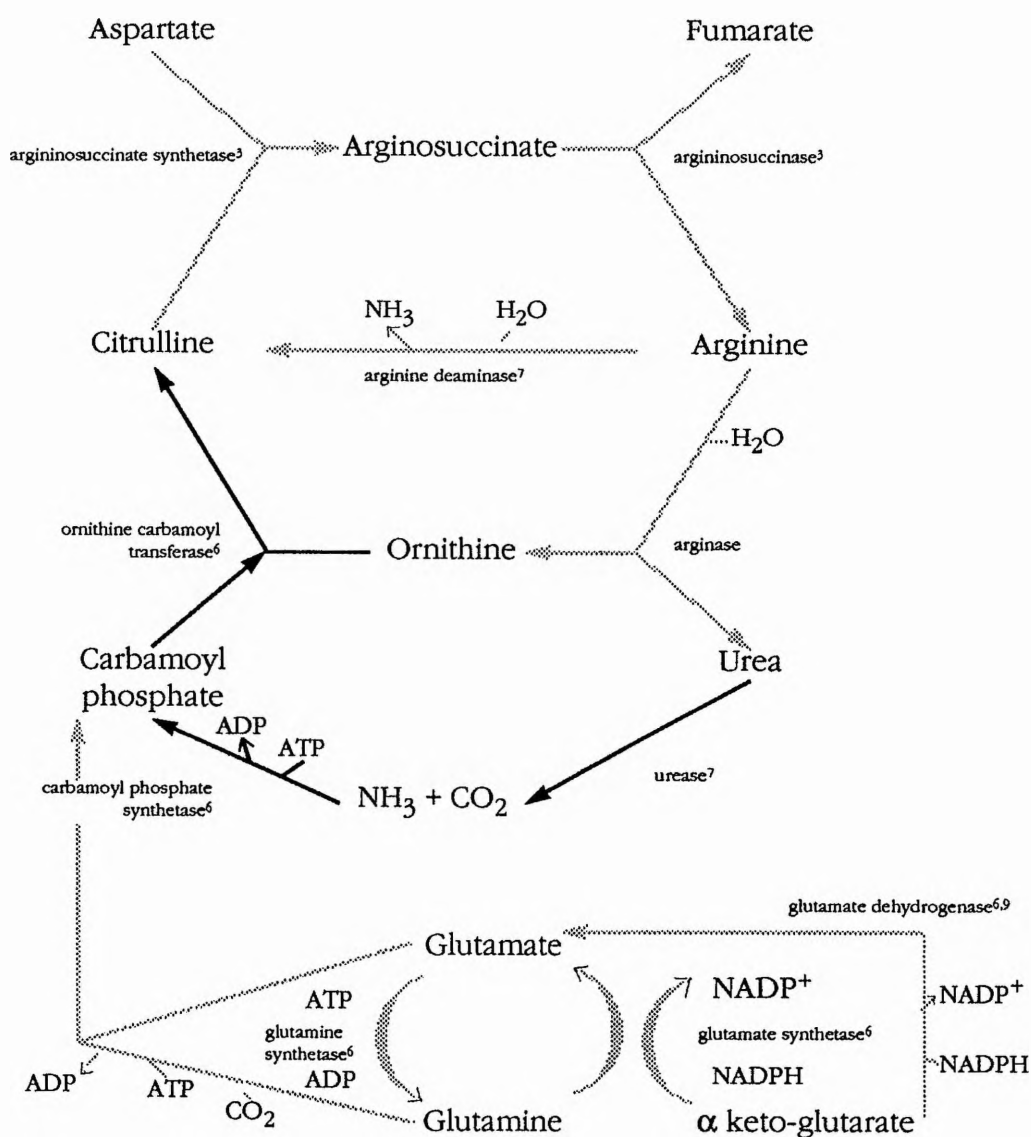 Aspartate
Fumarate
argininosuccinate synthetase³
Arginosuccinate
argininosuccinase³
NH₃
H₂O
Citrulline
Arginine
arginine deaminase⁷
H₂O
ornithine carbamoyl
transferase⁶
Ornithine
arginase
Carbamoyl
phosphate
Urea
ADP
ATP
urease⁷
carbamoyl phosphate
synthetase⁶
NH₃ + CO₂
glutamate dehydrogenase⁶,⁹
Glutamate
ATP
NADP⁺
NADP⁺
glutamine
synthetase⁶
glutamate synthetase⁶
ADP
ATP
ADP
NADPH
NADPH
CO₂
Glutamine
α keto-glutarate